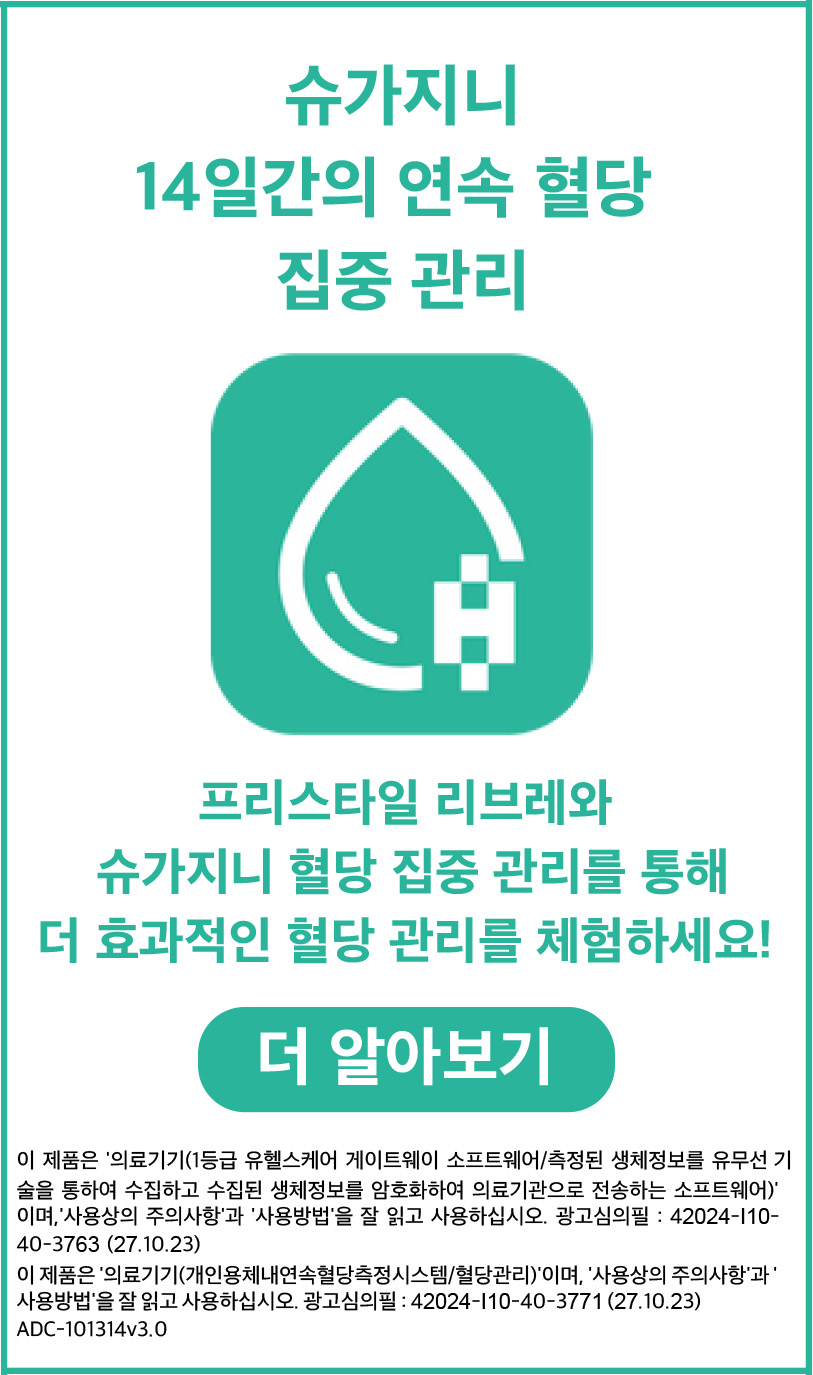 슈가지니
14일간의 연속 혈당
집중 관리
프리스타일 리브레와
슈가지니 혈당 집중 관리를 통해
더 효과적인 혈당 관리를 체험하세요!
더 알아보기
이 제품은 '의료기기(1등급 유헬스케어 게이트웨이 소프트웨어/측정된 생체정보를 유무선 기
술을 통하여 수집하고 수집된 생체정보를 암호화하여 의료기관으로 전송하는 소프트웨어)'
이며,'사용상의 주의사항'과 '사용방법'을 잘 읽고 사용하십시오. 광고심의필 : 42024-I10-
40-3763 (27.10.23)
이 제품은 '의료기기(개인용체내연속혈당측정시스템/혈당관리)'이며, '사용상의 주의사항'과 '
사용방법'을 잘 읽고 사용하십시오. 광고심의필 : 42024-I10-40-3771 (27.10.23)
ADC-101314v3.0